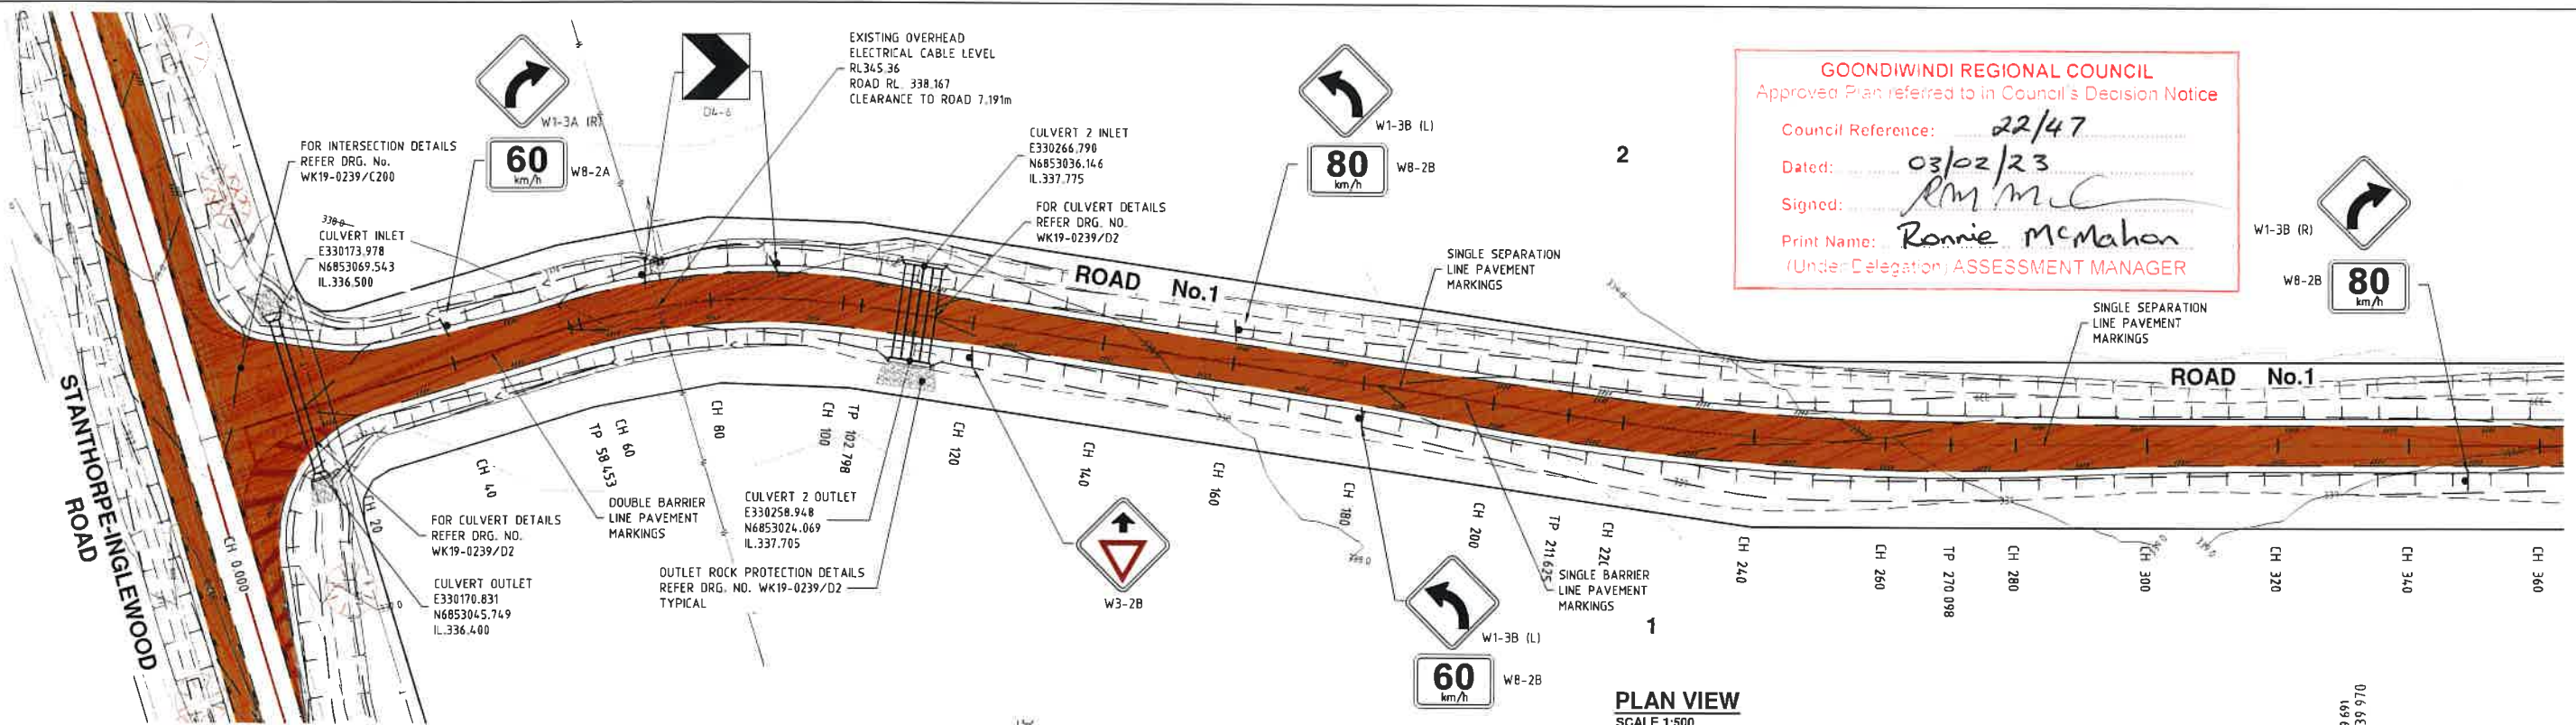 EXISTING OVERHEAD
ELECTRICAL CABLE LEVEL
RL345.36
ROAD RL. 338.167
CLEARANCE TO ROAD 7.191m
W1-3A (R)
60
km/h
W8-2A
D4-6
FOR INTERSECTION DETAILS
REFER DRG. No.
WK19-0239/C200
338.0
CULVERT INLET
E330173.978
N6853069.543
IL.336.500
CULVERT 2 INLET
E330266.790
N6853036.146
IL.337.775
FOR CULVERT DETAILS
REFER DRG. NO.
WK19-0239/D2
W1-3B (L)
80
km/h
W8-2B
2
GOONDIWINDI REGIONAL COUNCIL
Approved Plan referred to in Council's Decision Notice
Council Reference: 22/47
Dated: 03/02/23
Signed:
Print Name: Ronnie McMahon
(Under Delegation) ASSESSMENT MANAGER
W1-3B (R)
W8-2B
80
km/h
ROAD No.1
SINGLE SEPARATION
LINE PAVEMENT
MARKINGS
SINGLE SEPARATION
LINE PAVEMENT
MARKINGS
ROAD No.1
STANTHORPE-INGLEWOOD
ROAD
CH 0.000
CH 20
CH 40
TP 58.453
CH 60
CH 80
CH 100
TP 102.798
CH 120
CH 140
CH 160
CH 180
CH 200
TP 211.625
CH 220
CH 240
CH 260
TP 270.098
CH 280
CH 300
CH 320
CH 340
CH 360
FOR CULVERT DETAILS
REFER DRG. NO.
WK19-0239/D2
CULVERT OUTLET
E330170.831
N6853045.749
IL.336.400
DOUBLE BARRIER
LINE PAVEMENT
MARKINGS
CULVERT 2 OUTLET
E330258.948
N6853024.069
IL.337.705
OUTLET ROCK PROTECTION DETAILS
REFER DRG. NO. WK19-0239/D2
TYPICAL
W3-2B
SINGLE BARRIER
LINE PAVEMENT
MARKINGS
1
W1-3B (L)
60
km/h
W8-2B
PLAN VIEW
SCALE 1:500